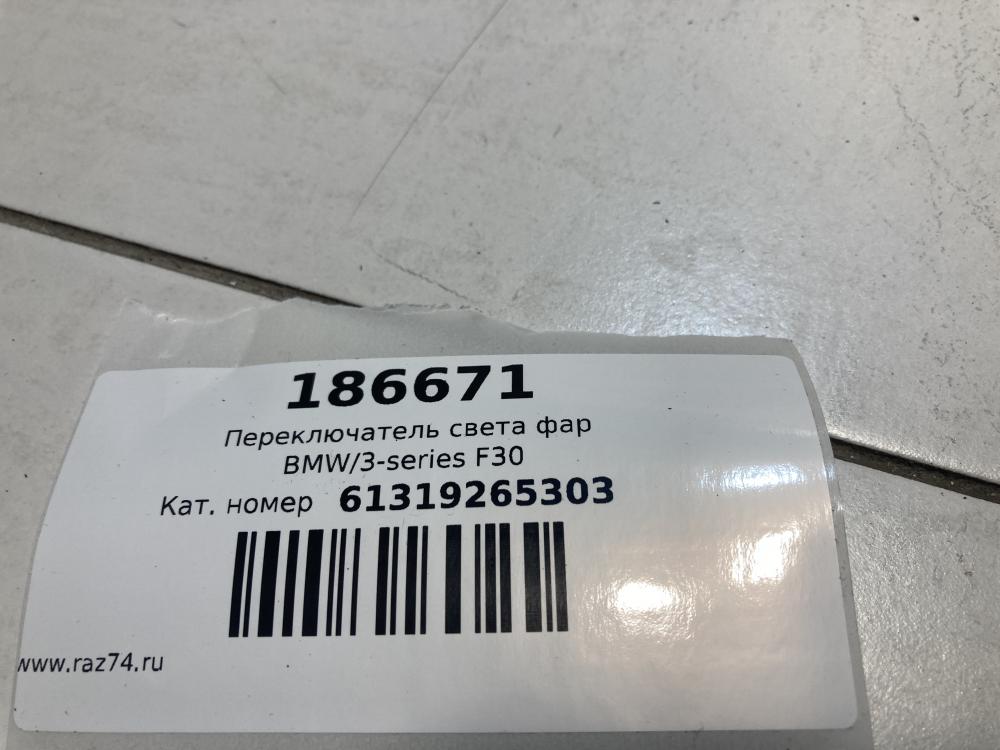 186671
Переключатель света фар
BMW/3-series F30
Кат. номер 61319265303
www.raz74.ru